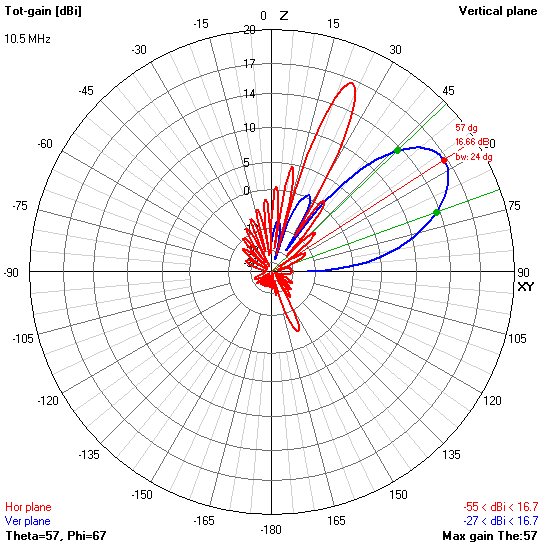 Tot-gain [dBi]
Vertical plane
10.5 MHz
0
Z
-15
15
-30
30
-45
45
-60
60
-75
75
-90
90
XY
-105
105
-120
120
-135
135
-150
150
-165
165
-180
20
17
14
10
5
0
57 dg
16.66 dB
bw: 24 dg
Hor plane
-55 < dBi < 16.7
Ver plane
-27 < dBi < 16.7
Theta=57, Phi=67
Max gain The:57